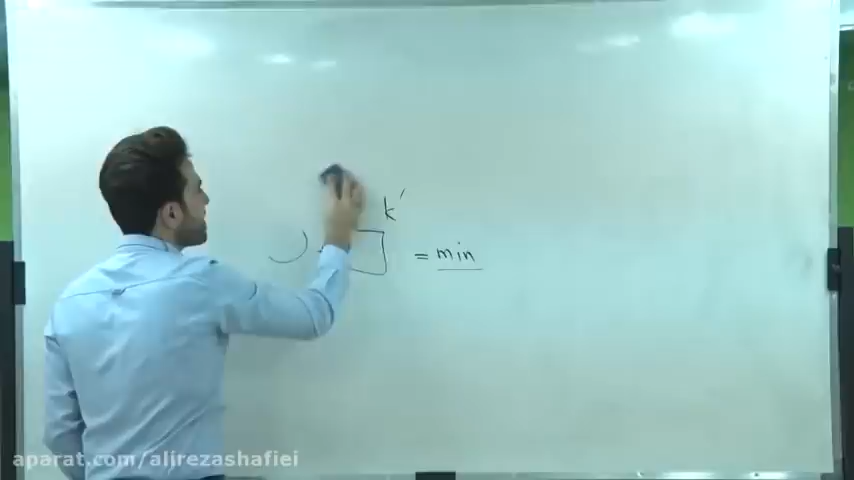 k′
= min
aparat.com/alirezashafiei